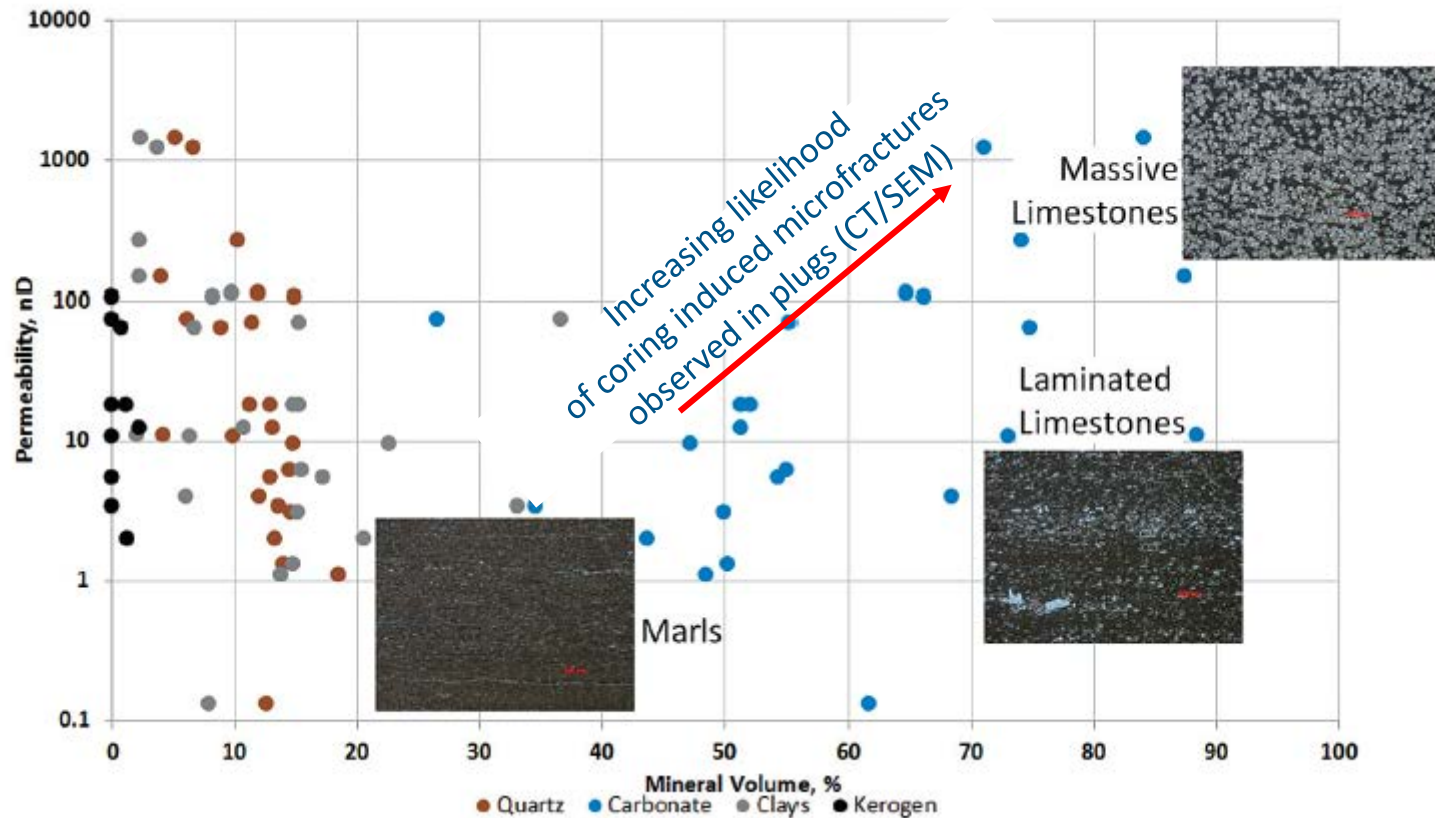 10000
1000
100
10
1
0.1
Permeability, nD
Increasing likelihood
of coring induced microfractures
observed in plugs (CT/SEM)
Massive
Limestones
Laminated
Limestones
Marls
0 10 20 30 40 50 60 70 80 90 100
Mineral Volume, %
Quartz Carbonate Clays Kerogen